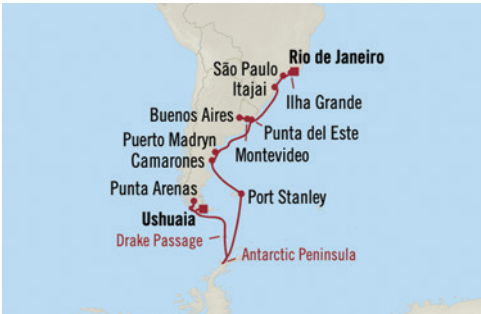 Rio de Janeiro
São Paulo
Itajai
Ilha Grande
Buenos Aires
Punta del Este
Puerto Madryn
Montevideo
Camarones
Punta Arenas
Port Stanley
Ushuaia
Drake Passage
Antarctic Peninsula